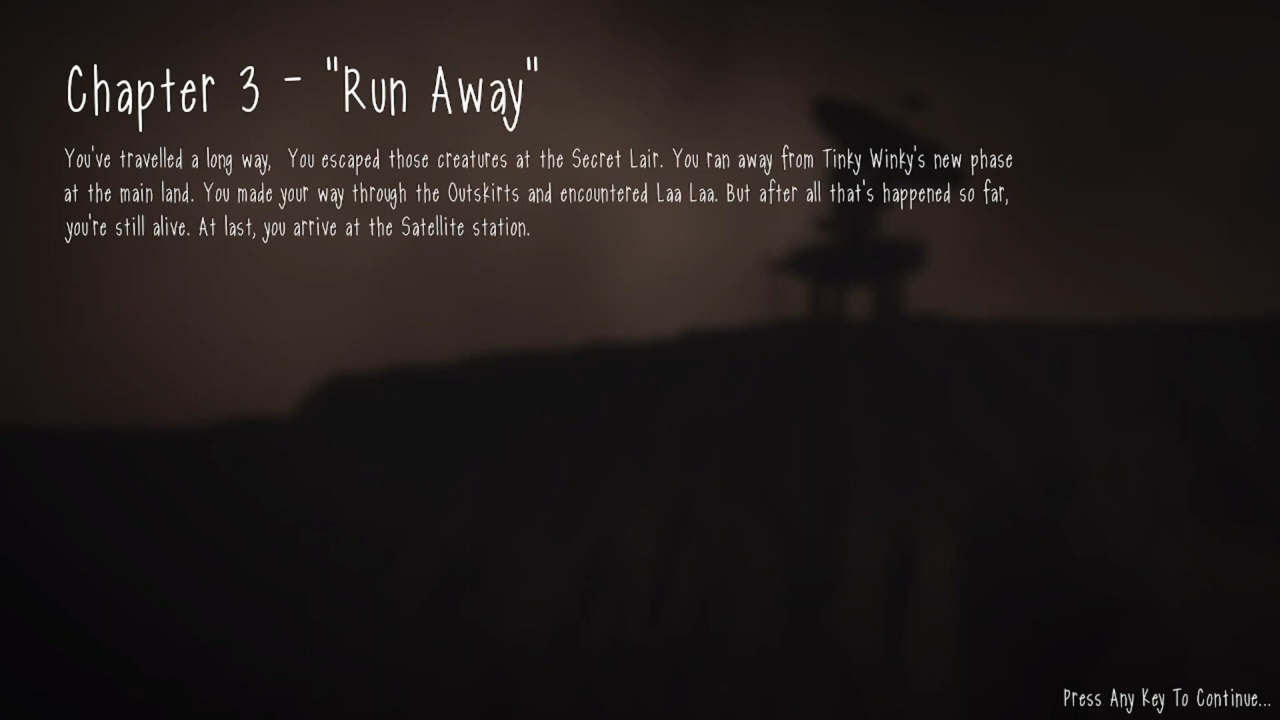 Chapter 3 - "Run Away"
You've travelled a long way,  You escaped those creatures at the Secret Lair. You ran away from Tinky Winky's new phase
at the main land. You made your way through the Outskirts and encountered Laa Laa. But after all that's happened so far,
you're still alive. At last, you arrive at the Satellite station.
Press Any Key To Continue...